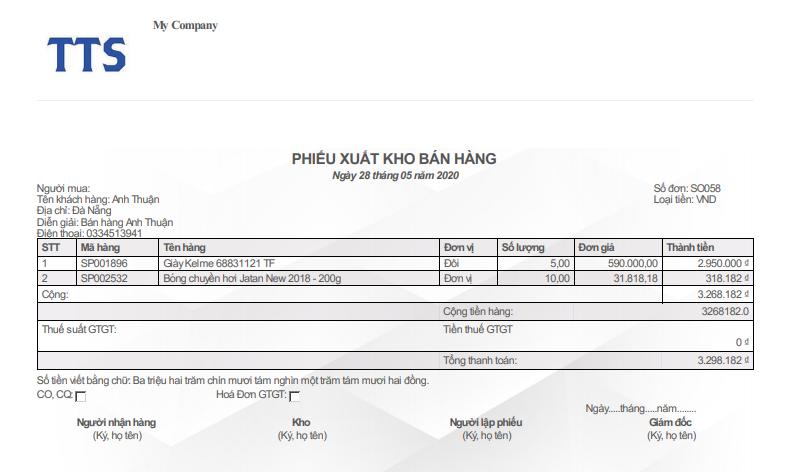 My Company
TTS
PHIẾU XUẤT KHO BÁN HÀNG
Ngày 28 tháng 05 năm 2020
Người mua:
Số đơn: SO058
Tên khách hàng: Anh Thuận
Loại tiền: VND
Địa chỉ: Đà Nẵng
Diễn giải: Bán hàng Anh Thuận
Điện thoại: 0334513941
STT Mã hàng Tên hàng Đơn vị Số lượng Đơn giá Thành tiền
1 SP001896 Giày Kelme 68831121 TF Đôi 5,00 590.000,00 2.950.000 ₫
2 SP002532 Bóng chuyền hơi Jatan New 2018 - 200g Đơn vị 10,00 31.818,18 318.182 ₫
Cộng: 3.268.182 ₫
Cộng tiền hàng: 3268182.0
Thuế suất GTGT: Tiền thuế GTGT
0 ₫
Tổng thanh toán: 3.298.182 ₫
Số tiền viết bằng chữ: Ba triệu hai trăm chín mươi tám nghìn một trăm tám mươi hai đồng.
CO, CQ: Hoá Đơn GTGT:
Ngày.....tháng.....năm........
Người nhận hàng Kho Người lập phiếu Giám đốc
(Ký, họ tên) (Ký, họ tên) (Ký, họ tên) (Ký, họ tên)